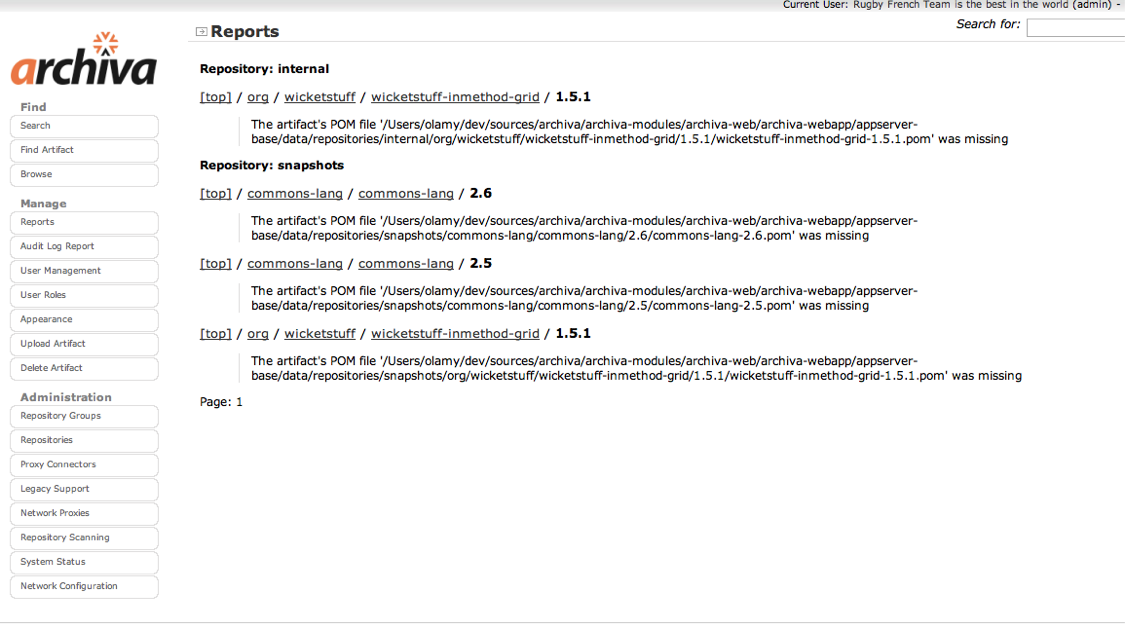 Current User: Rugby French Team is the best in the world (admin) -
Search for:
archiva
Reports
Find
Search
Find Artifact
Browse
Manage
Reports
Audit Log Report
User Management
User Roles
Appearance
Upload Artifact
Delete Artifact
Administration
Repository Groups
Repositories
Proxy Connectors
Legacy Support
Network Proxies
Repository Scanning
System Status
Network Configuration
Repository: internal
[top] / org / wicketstuff / wicketstuff-inmethod-grid / 1.5.1
The artifact's POM file '/Users/olamy/dev/sources/archiva/archiva-modules/archiva-web/archiva-webapp/appserver-
base/data/repositories/internal/org/wicketstuff/wicketstuff-inmethod-grid/1.5.1/wicketstuff-inmethod-grid-1.5.1.pom' was missing
Repository: snapshots
[top] / commons-lang / commons-lang / 2.6
The artifact's POM file '/Users/olamy/dev/sources/archiva/archiva-modules/archiva-web/archiva-webapp/appserver-
base/data/repositories/snapshots/commons-lang/commons-lang/2.6/commons-lang-2.6.pom' was missing
[top] / commons-lang / commons-lang / 2.5
The artifact's POM file '/Users/olamy/dev/sources/archiva/archiva-modules/archiva-web/archiva-webapp/appserver-
base/data/repositories/snapshots/commons-lang/commons-lang/2.5/commons-lang-2.5.pom' was missing
[top] / org / wicketstuff / wicketstuff-inmethod-grid / 1.5.1
The artifact's POM file '/Users/olamy/dev/sources/archiva/archiva-modules/archiva-web/archiva-webapp/appserver-
base/data/repositories/snapshots/org/wicketstuff/wicketstuff-inmethod-grid/1.5.1/wicketstuff-inmethod-grid-1.5.1.pom' was missing
Page: 1